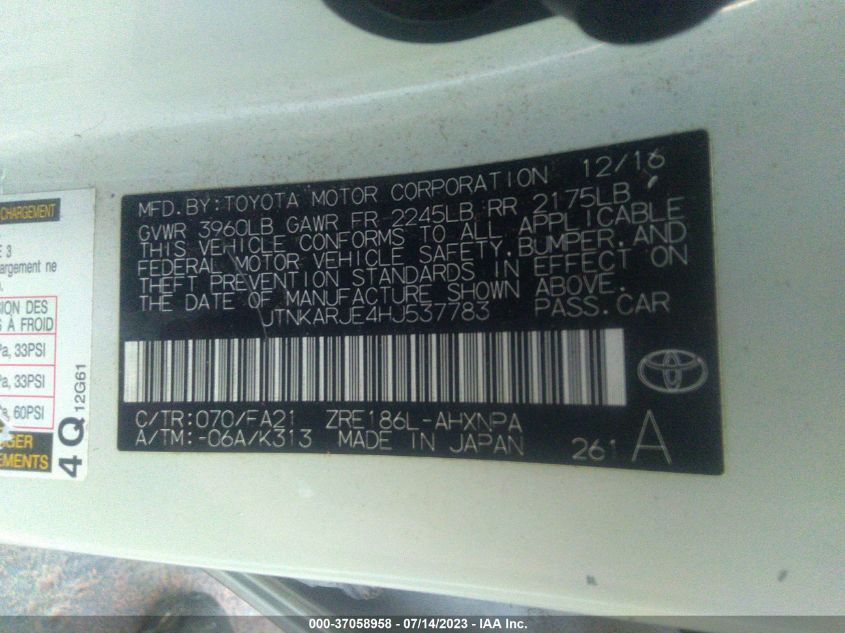 CHARGEMENT
E 3
argement ne
SION DES
S À FROID
Pa, 33PSI
Pa, 33PSI
Pa, 60PSI
GER
EMENTS
4Q 12G61
MFD.BY:TOYOTA MOTOR CORPORATION 12/16
GVWR 3960LB GAWR FR 2245LB RR 2175LB
THIS VEHICLE CONFORMS TO ALL APPLICABLE
FEDERAL MOTOR VEHICLE SAFETY,BUMPER,AND
THEFT PREVENTION STANDARDS IN EFFECT ON
THE DATE OF MANUFACTURE SHOWN ABOVE.
JTNKARJE4HJ537783 PASS.CAR
C/TR:070/FA21 ZRE186L-AHXNPA
A/TM:-06A/K313 MADE IN JAPAN 261 A
000-37058958 - 07/14/2023 - IAA Inc.